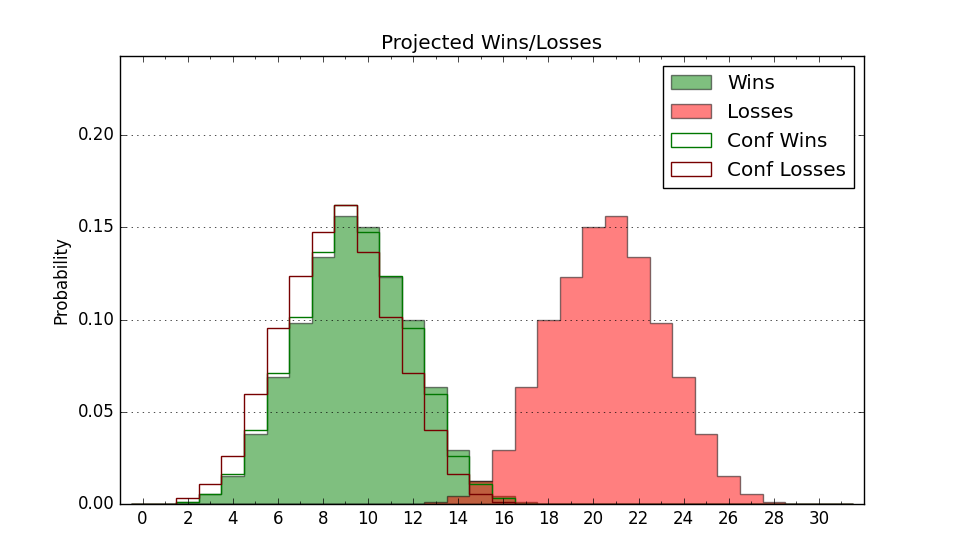 Projected Wins/Losses
Wins
Losses
Conf Wins
Conf Losses
Probability
0.20
0.15
0.10
0.05
0.00
0 2 4 6 8 10 12 14 16 18 20 22 24 26 28 30